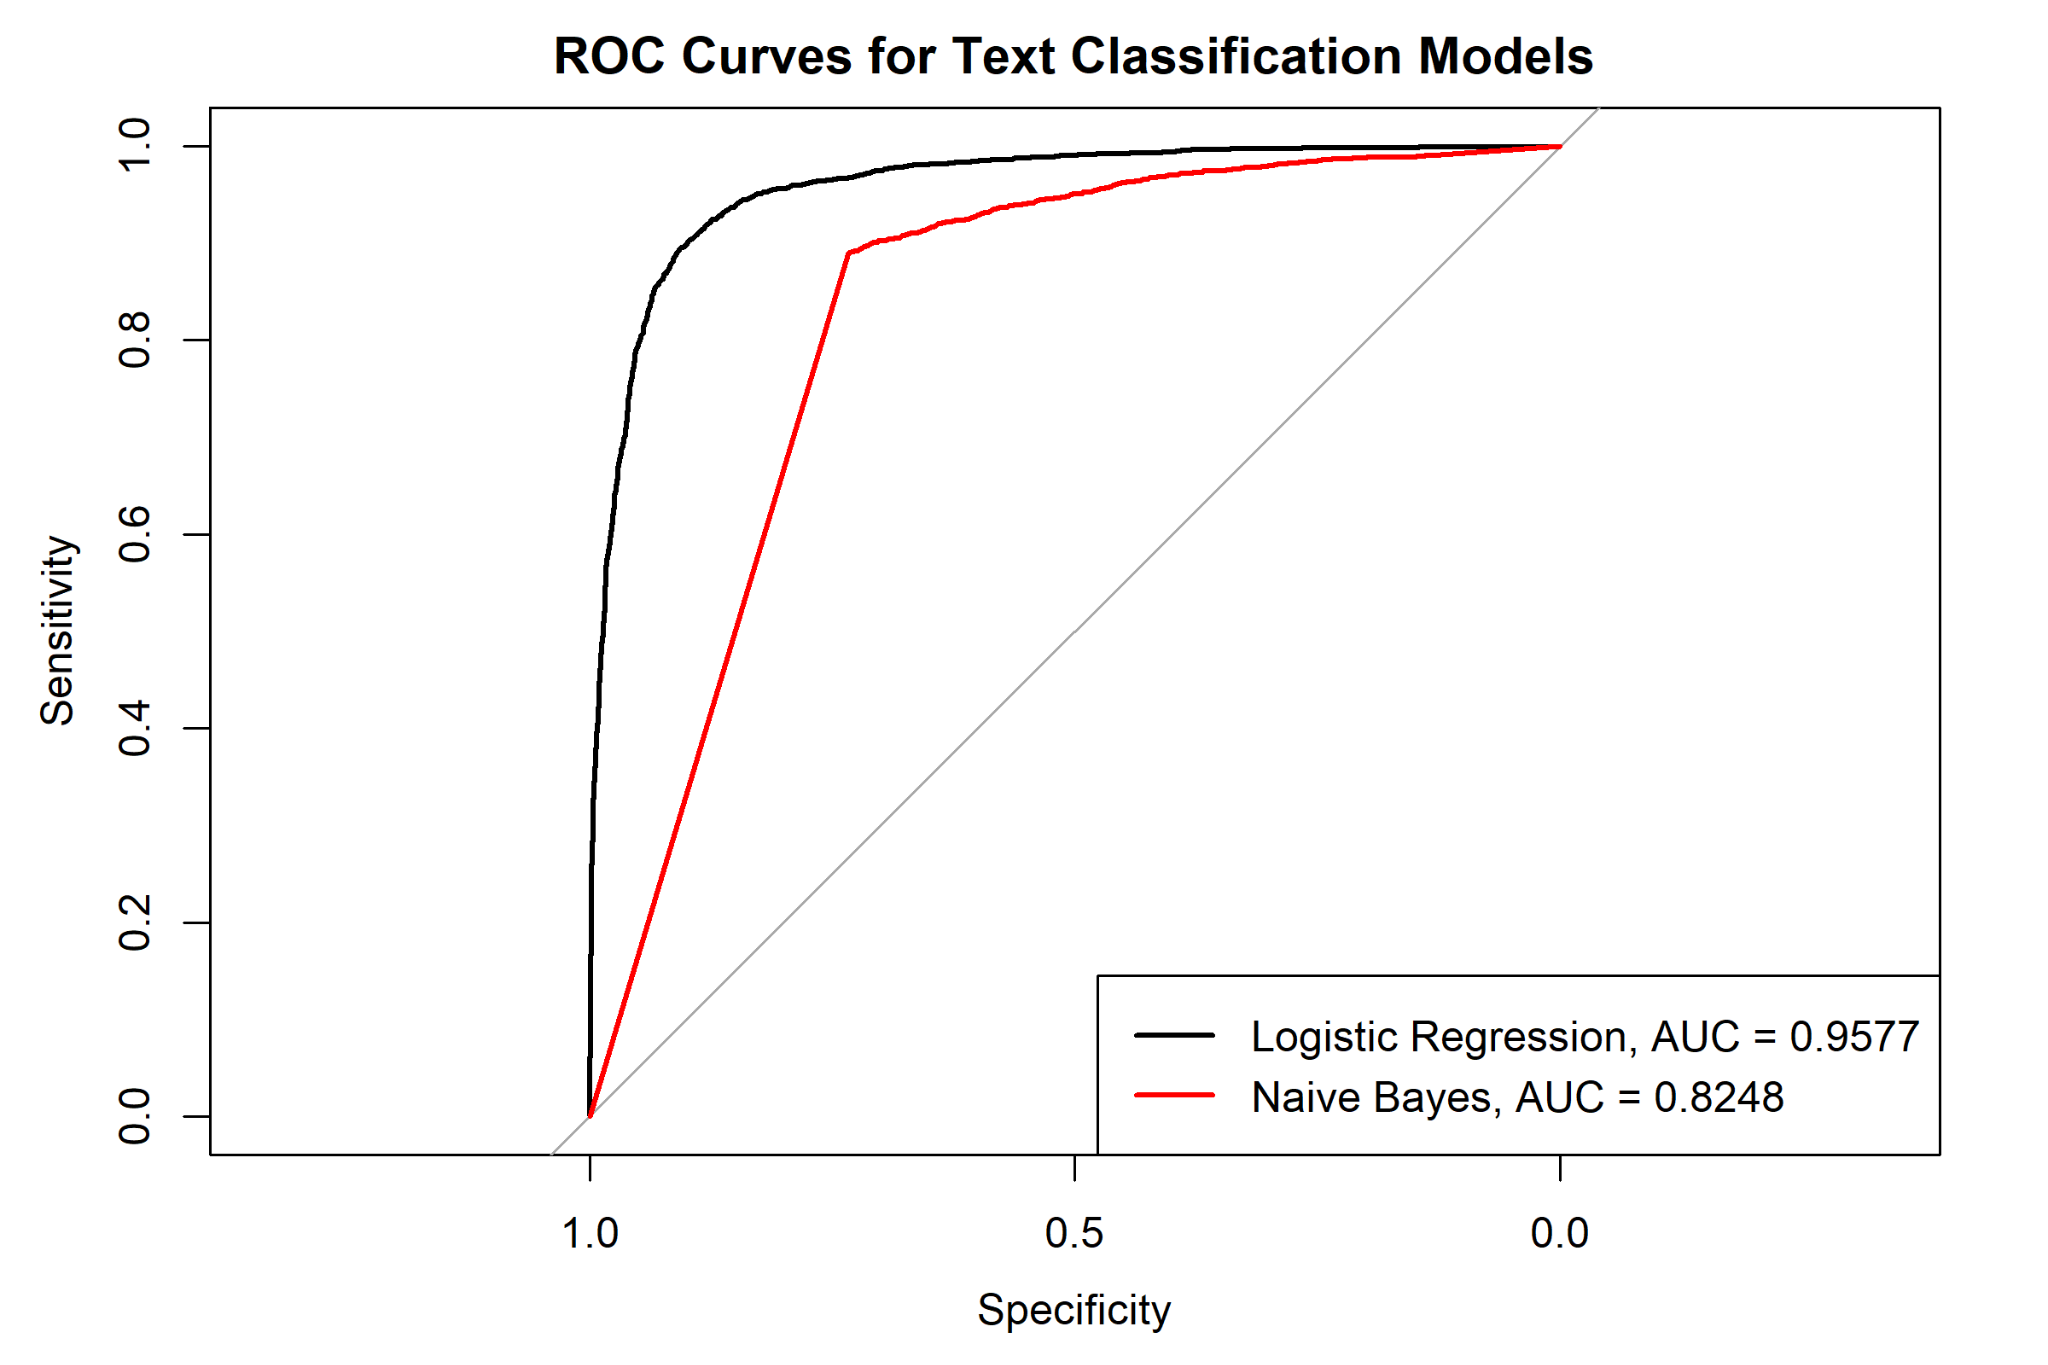 ROC Curves for Text Classification Models
Sensitivity
1.0
0.8
0.6
0.4
0.2
0.0
Logistic Regression, AUC = 0.9577
Naive Bayes, AUC = 0.8248
1.0 0.5 0.0
Specificity